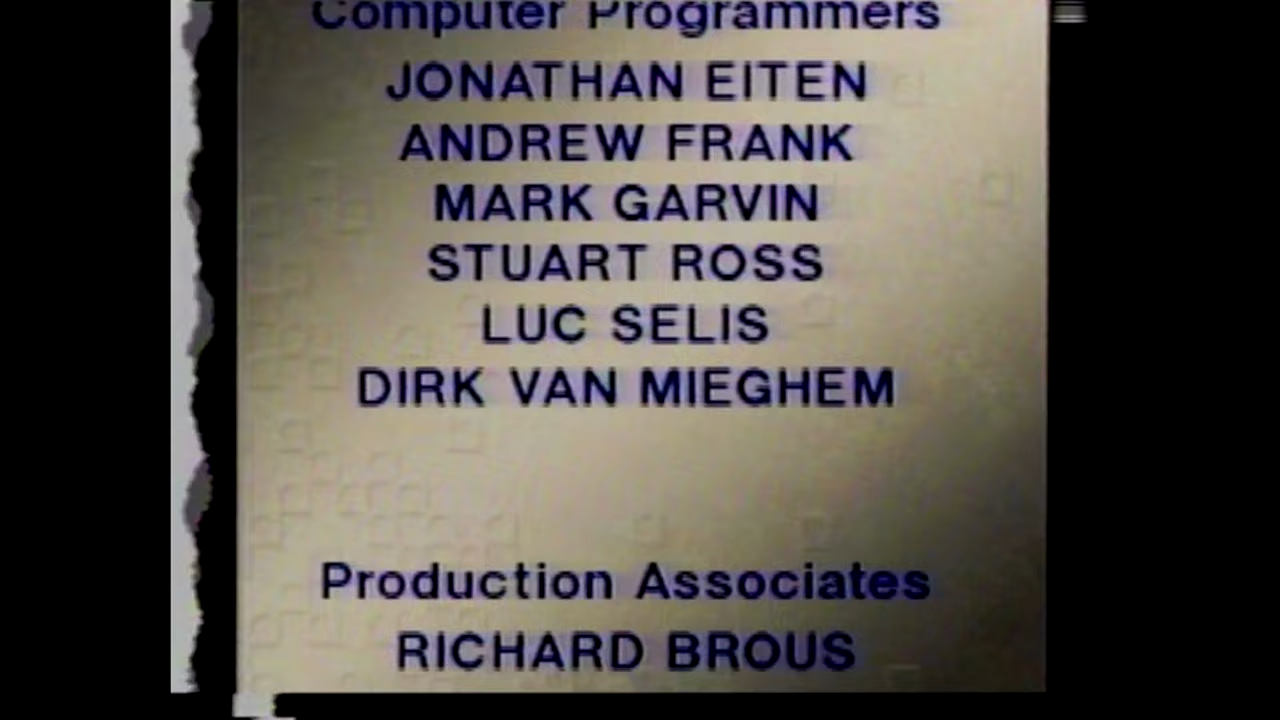 Computer Programmers
JONATHAN EITEN
ANDREW FRANK
MARK GARVIN
STUART ROSS
LUC SELIS
DIRK VAN MIEGHEM
Production Associates
RICHARD BROUS